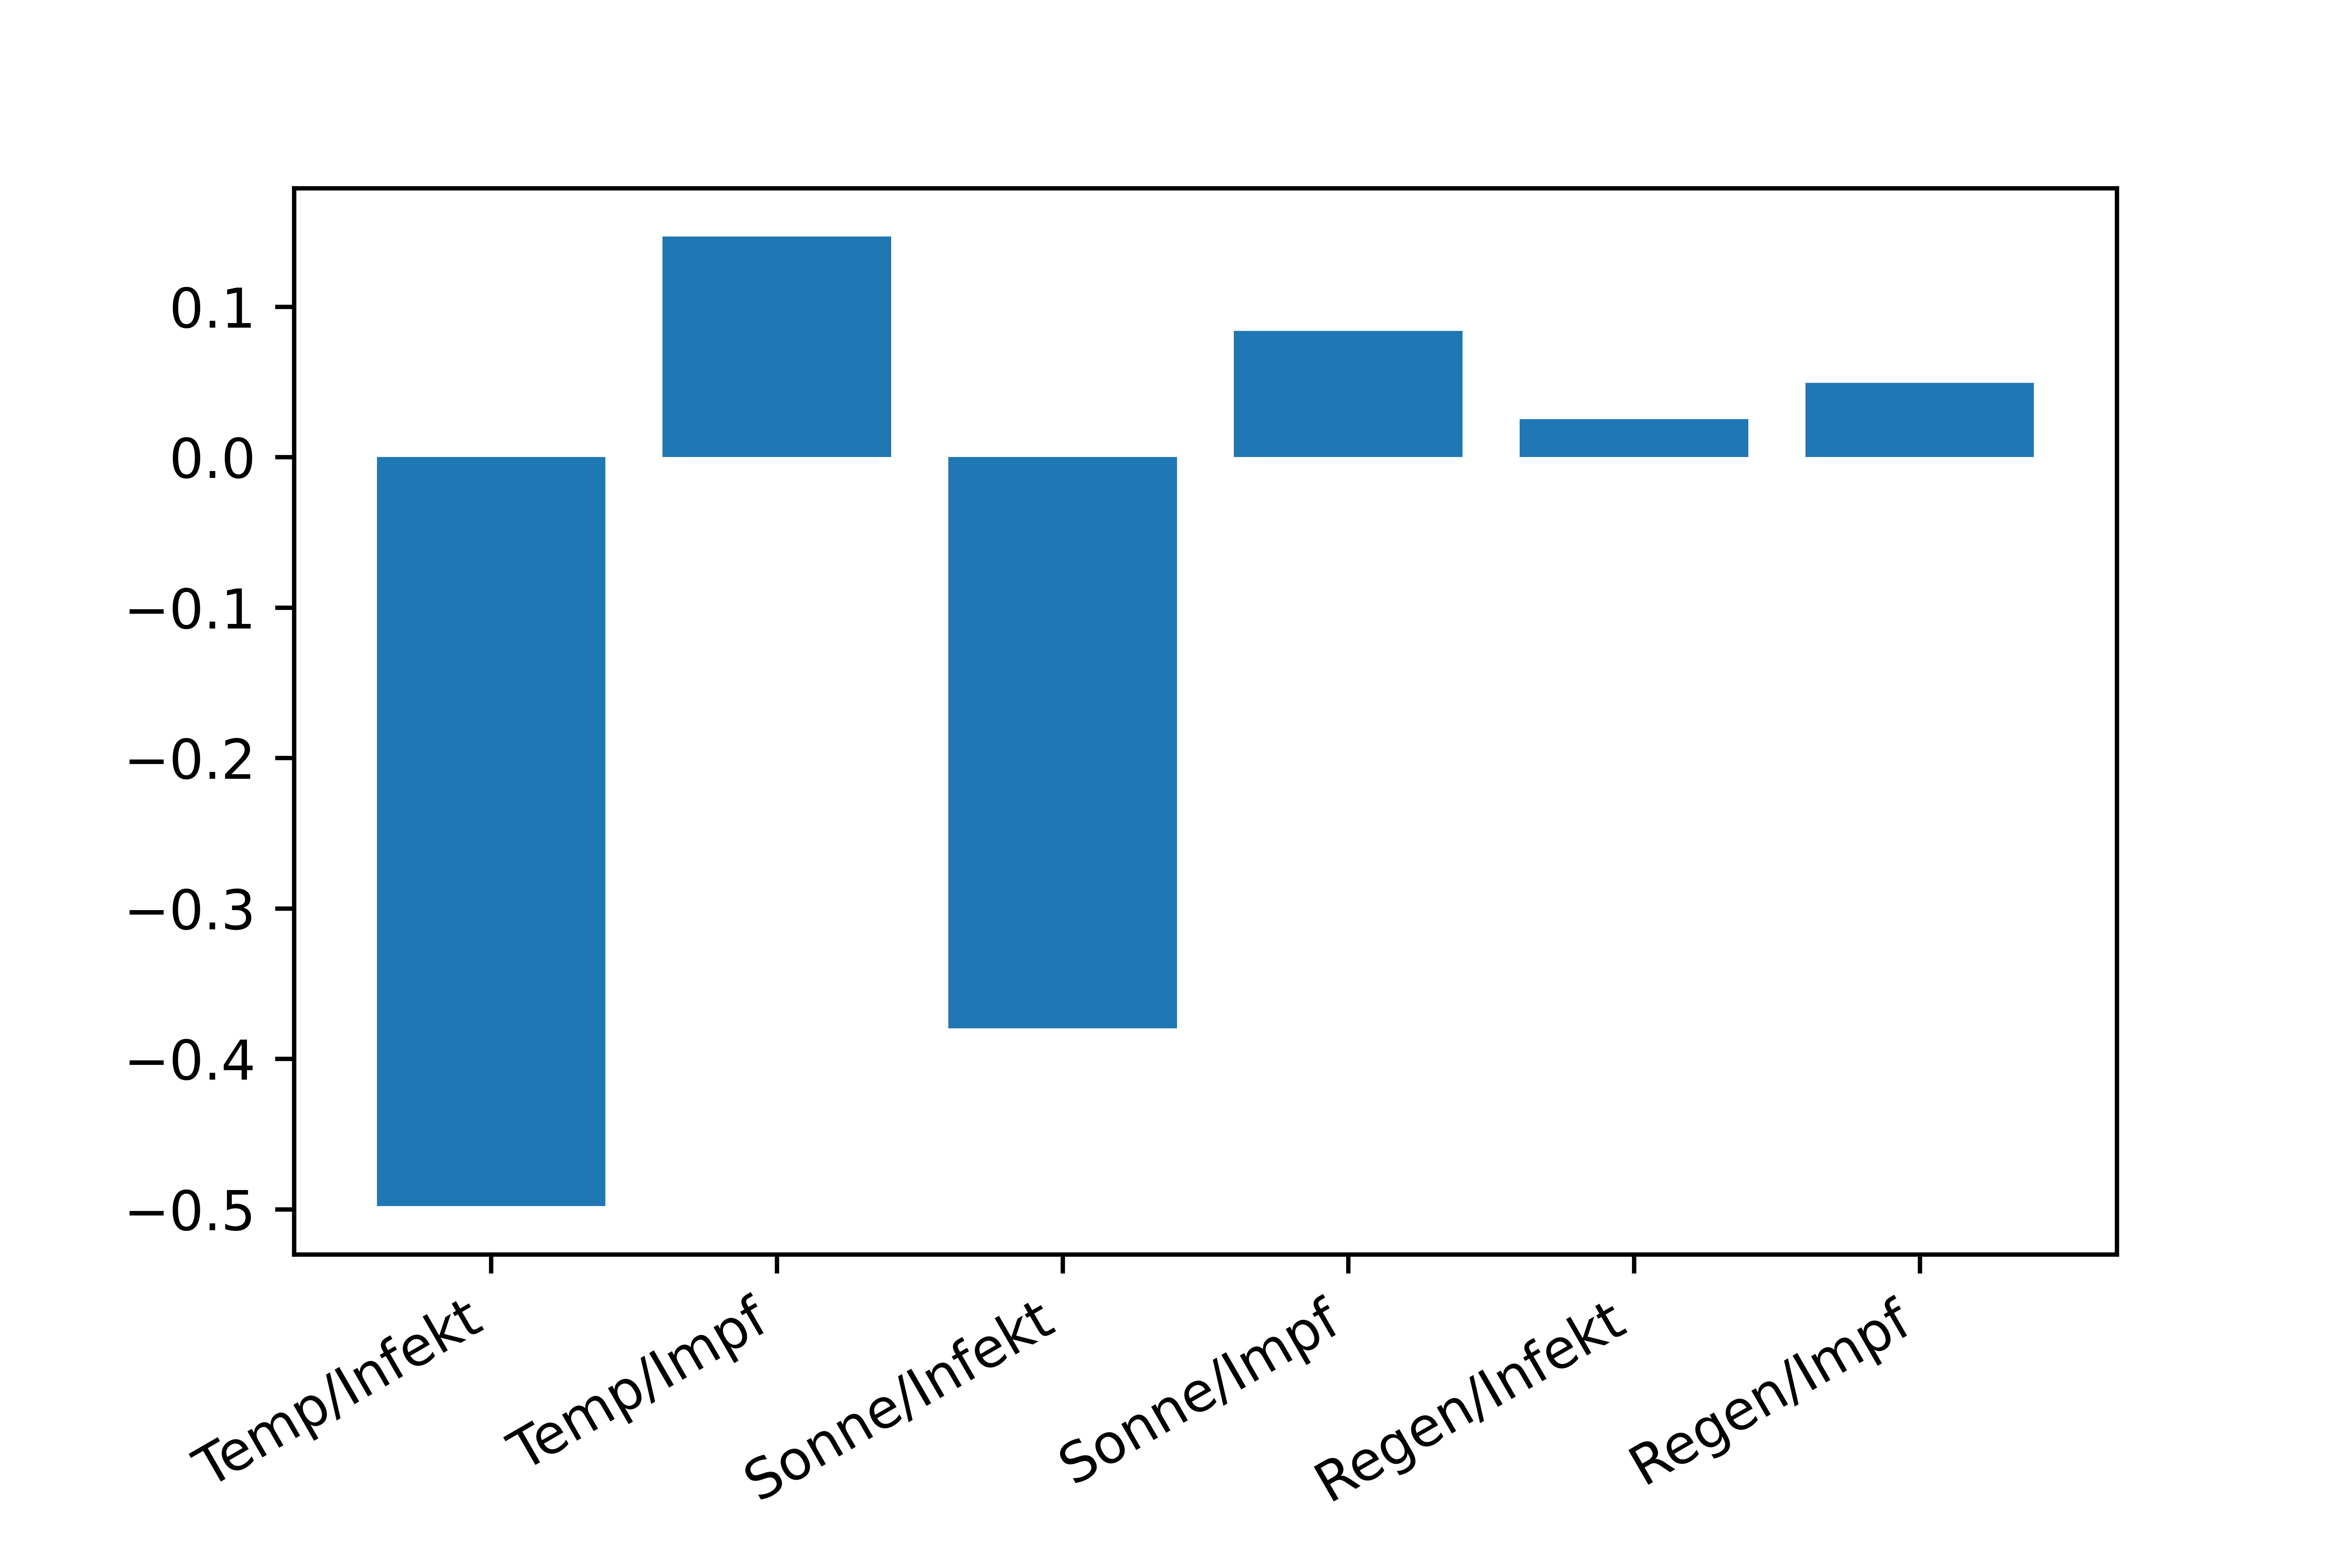 0.1
0.0
−0.1
−0.2
−0.3
−0.4
−0.5
Temp/Infekt
Temp/Impf
Sonne/Infekt
Sonne/Impf
Regen/Infekt
Regen/Impf